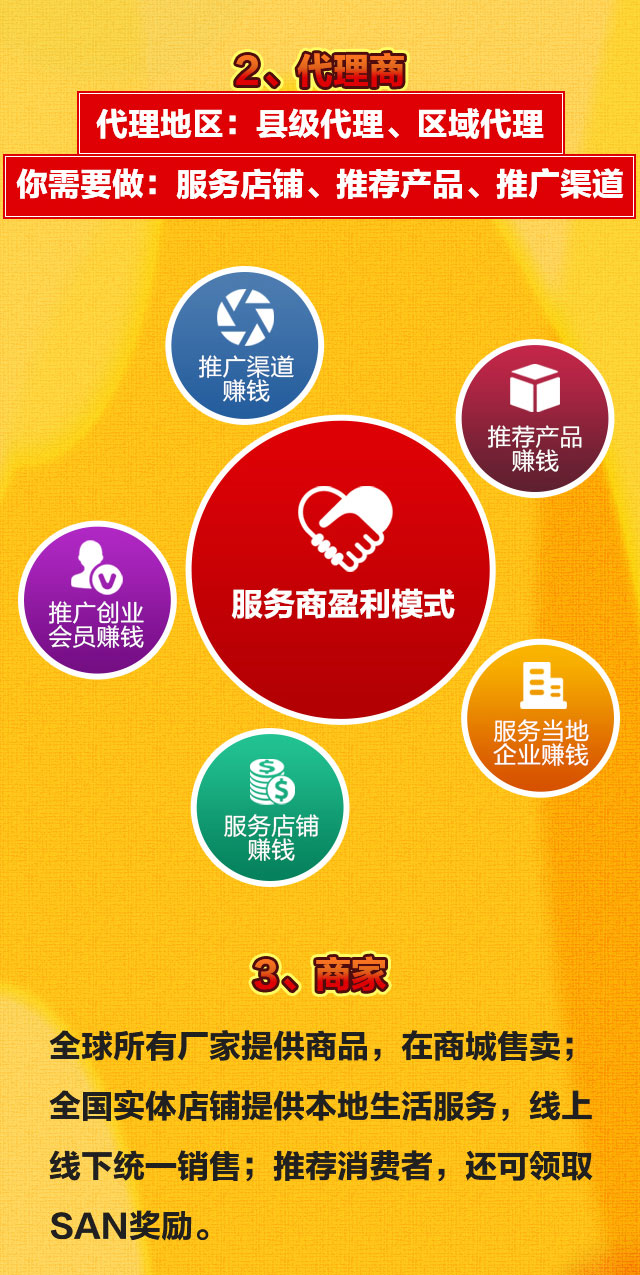 2、代理商
代理地区：县级代理、区域代理
你需要做：服务店铺、推荐产品、推广渠道
推广渠道
赚钱
推荐产品
赚钱
服务商盈利模式
推广创业
会员赚钱
服务当地
企业赚钱
服务店铺
赚钱
3、商家
全球所有厂家提供商品，在商城售卖；
全国实体店铺提供本地生活服务，线上
线下统一销售；推荐消费者，还可领取
SAN奖励。